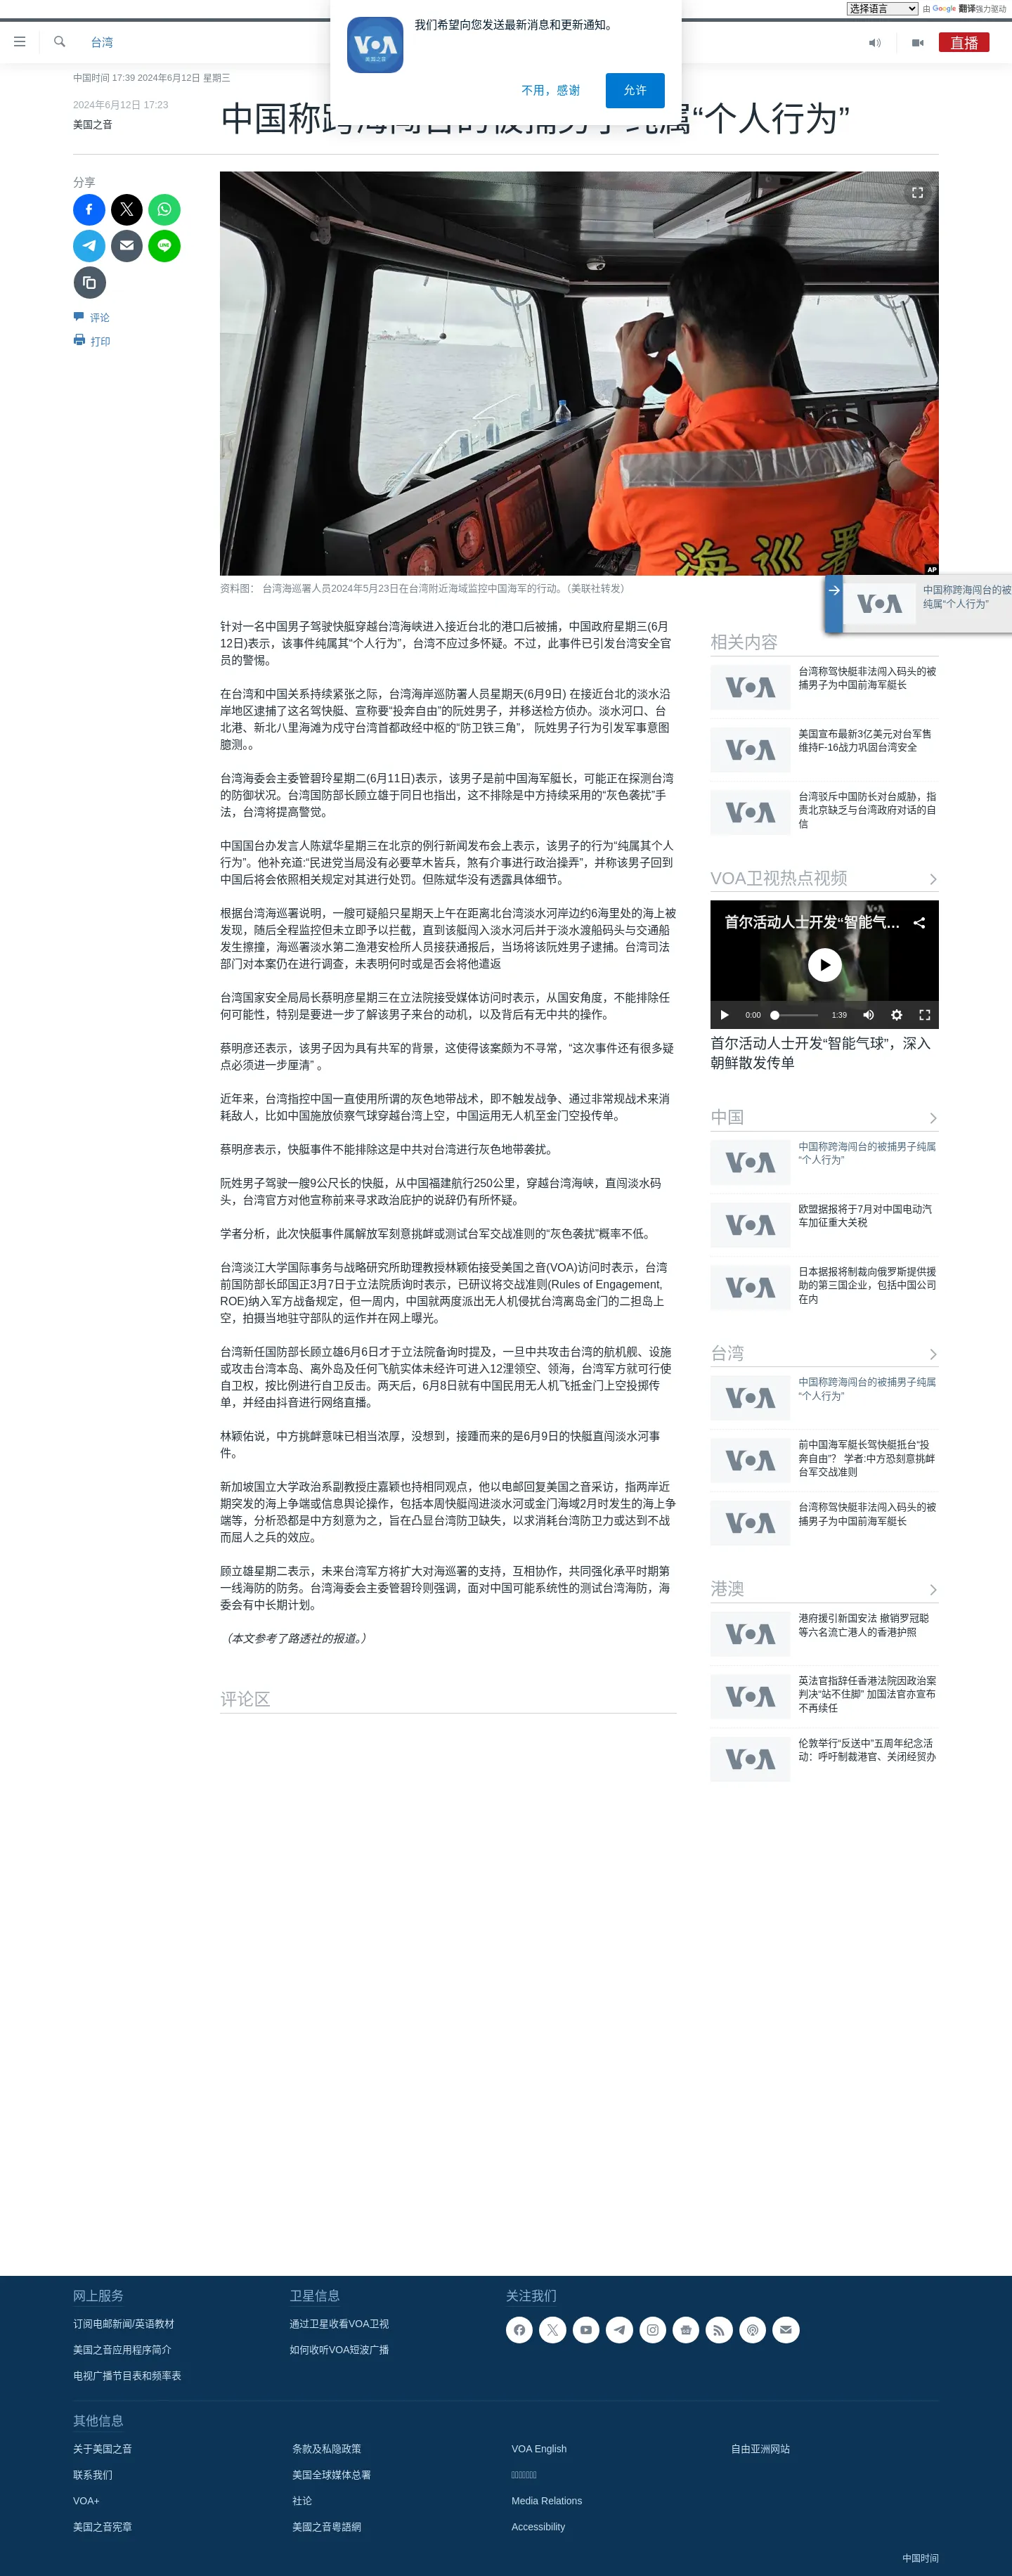 选择语言
由 Google 翻译强力驱动
我们希望向您发送最新消息和更新通知。
VOA
美国之音
不用，感谢
允许
台湾
直播
中国时间 17:39 2024年6月12日 星期三
2024年6月12日 17:23
美国之音
中国称跨海闯台的被捕男子纯属“个人行为”
分享
评论
打印
海巡署
AP
资料图： 台湾海巡署人员2024年5月23日在台湾附近海域监控中国海军的行动。（美联社转发）
VOA
中国称跨海闯台的被
纯属“个人行为”
针对一名中国男子驾驶快艇穿越台湾海峡进入接近台北的港口后被捕，中国政府星期三(6月
12日)表示，该事件纯属其“个人行为”，台湾不应过多怀疑。不过，此事件已引发台湾安全官
员的警惕。
在台湾和中国关系持续紧张之际，台湾海岸巡防署人员星期天(6月9日) 在接近台北的淡水沿
岸地区逮捕了这名驾快艇、宣称要“投奔自由”的阮姓男子，并移送检方侦办。淡水河口、台
北港、新北八里海滩为戍守台湾首都政经中枢的“防卫铁三角”， 阮姓男子行为引发军事意图
臆测。。
台湾海委会主委管碧玲星期二(6月11日)表示，该男子是前中国海军艇长，可能正在探测台湾
的防御状况。台湾国防部长顾立雄于同日也指出，这不排除是中方持续采用的“灰色袭扰”手
法，台湾将提高警觉。
中国国台办发言人陈斌华星期三在北京的例行新闻发布会上表示，该男子的行为“纯属其个人
行为”。他补充道:“民进党当局没有必要草木皆兵，煞有介事进行政治操弄”，并称该男子回到
中国后将会依照相关规定对其进行处罚。但陈斌华没有透露具体细节。
根据台湾海巡署说明，一艘可疑船只星期天上午在距离北台湾淡水河岸边约6海里处的海上被
发现，随后全程监控但未立即予以拦截，直到该艇闯入淡水河后并于淡水渡船码头与交通船
发生擦撞，海巡署淡水第二渔港安检所人员接获通报后，当场将该阮姓男子逮捕。台湾司法
部门对本案仍在进行调查，未表明何时或是否会将他遣返
台湾国家安全局局长蔡明彦星期三在立法院接受媒体访问时表示，从国安角度，不能排除任
何可能性，特别是要进一步了解该男子来台的动机，以及背后有无中共的操作。
蔡明彦还表示，该男子因为具有共军的背景，这使得该案颇为不寻常，“这次事件还有很多疑
点必须进一步厘清” 。
近年来，台湾指控中国一直使用所谓的灰色地带战术，即不触发战争、通过非常规战术来消
耗敌人，比如中国施放侦察气球穿越台湾上空，中国运用无人机至金门空投传单。
蔡明彦表示，快艇事件不能排除这是中共对台湾进行灰色地带袭扰。
阮姓男子驾驶一艘9公尺长的快艇，从中国福建航行250公里，穿越台湾海峡，直闯淡水码
头，台湾官方对他宣称前来寻求政治庇护的说辞仍有所怀疑。
学者分析，此次快艇事件属解放军刻意挑衅或测试台军交战准则的“灰色袭扰”概率不低。
台湾淡江大学国际事务与战略研究所助理教授林颖佑接受美国之音(VOA)访问时表示，台湾
前国防部长邱国正3月7日于立法院质询时表示，已研议将交战准则(Rules of Engagement,
ROE)纳入军方战备规定，但一周内，中国就两度派出无人机侵扰台湾离岛金门的二担岛上
空，拍摄当地驻守部队的运作并在网上曝光。
台湾新任国防部长顾立雄6月6日才于立法院备询时提及，一旦中共攻击台湾的航机舰、设施
或攻击台湾本岛、离外岛及任何飞航实体未经许可进入12浬领空、领海，台湾军方就可行使
自卫权，按比例进行自卫反击。两天后，6月8日就有中国民用无人机飞抵金门上空投掷传
单，并经由抖音进行网络直播。
林颖佑说，中方挑衅意味已相当浓厚，没想到，接踵而来的是6月9日的快艇直闯淡水河事
件。
新加坡国立大学政治系副教授庄嘉颖也持相同观点，他以电邮回复美国之音采访，指两岸近
期突发的海上争端或信息舆论操作，包括本周快艇闯进淡水河或金门海域2月时发生的海上争
端等，分析恐都是中方刻意为之，旨在凸显台湾防卫缺失，以求消耗台湾防卫力或达到不战
而屈人之兵的效应。
顾立雄星期二表示，未来台湾军方将扩大对海巡署的支持，互相协作，共同强化承平时期第
一线海防的防务。台湾海委会主委管碧玲则强调，面对中国可能系统性的测试台湾海防，海
委会有中长期计划。
（本文参考了路透社的报道。）
评论区
相关内容
VOA
台湾称驾快艇非法闯入码头的被
捕男子为中国前海军艇长
VOA
美国宣布最新3亿美元对台军售
维持F-16战力巩固台湾安全
VOA
台湾驳斥中国防长对台威胁，指
责北京缺乏与台湾政府对话的自
信
VOA卫视热点视频
首尔活动人士开发“智能气...
0:00
1:39
首尔活动人士开发“智能气球”，深入
朝鲜散发传单
中国
VOA
中国称跨海闯台的被捕男子纯属
“个人行为”
VOA
欧盟据报将于7月对中国电动汽
车加征重大关税
VOA
日本据报将制裁向俄罗斯提供援
助的第三国企业，包括中国公司
在内
台湾
VOA
中国称跨海闯台的被捕男子纯属
“个人行为”
VOA
前中国海军艇长驾快艇抵台“投
奔自由”？ 学者:中方恐刻意挑衅
台军交战准则
VOA
台湾称驾快艇非法闯入码头的被
捕男子为中国前海军艇长
港澳
VOA
港府援引新国安法 撤销罗冠聪
等六名流亡港人的香港护照
VOA
英法官指辞任香港法院因政治案
判决“站不住脚” 加国法官亦宣布
不再续任
VOA
伦敦举行“反送中”五周年纪念活
动：呼吁制裁港官、关闭经贸办
网上服务
订阅电邮新闻/英语教材
美国之音应用程序简介
电视广播节目表和频率表
卫星信息
通过卫星收看VOA卫视
如何收听VOA短波广播
关注我们
其他信息
关于美国之音
联系我们
VOA+
美国之音宪章
条款及私隐政策
美国全球媒体总署
社论
美國之音粵語網
VOA English
Media Relations
Accessibility
自由亚洲网站
中国时间